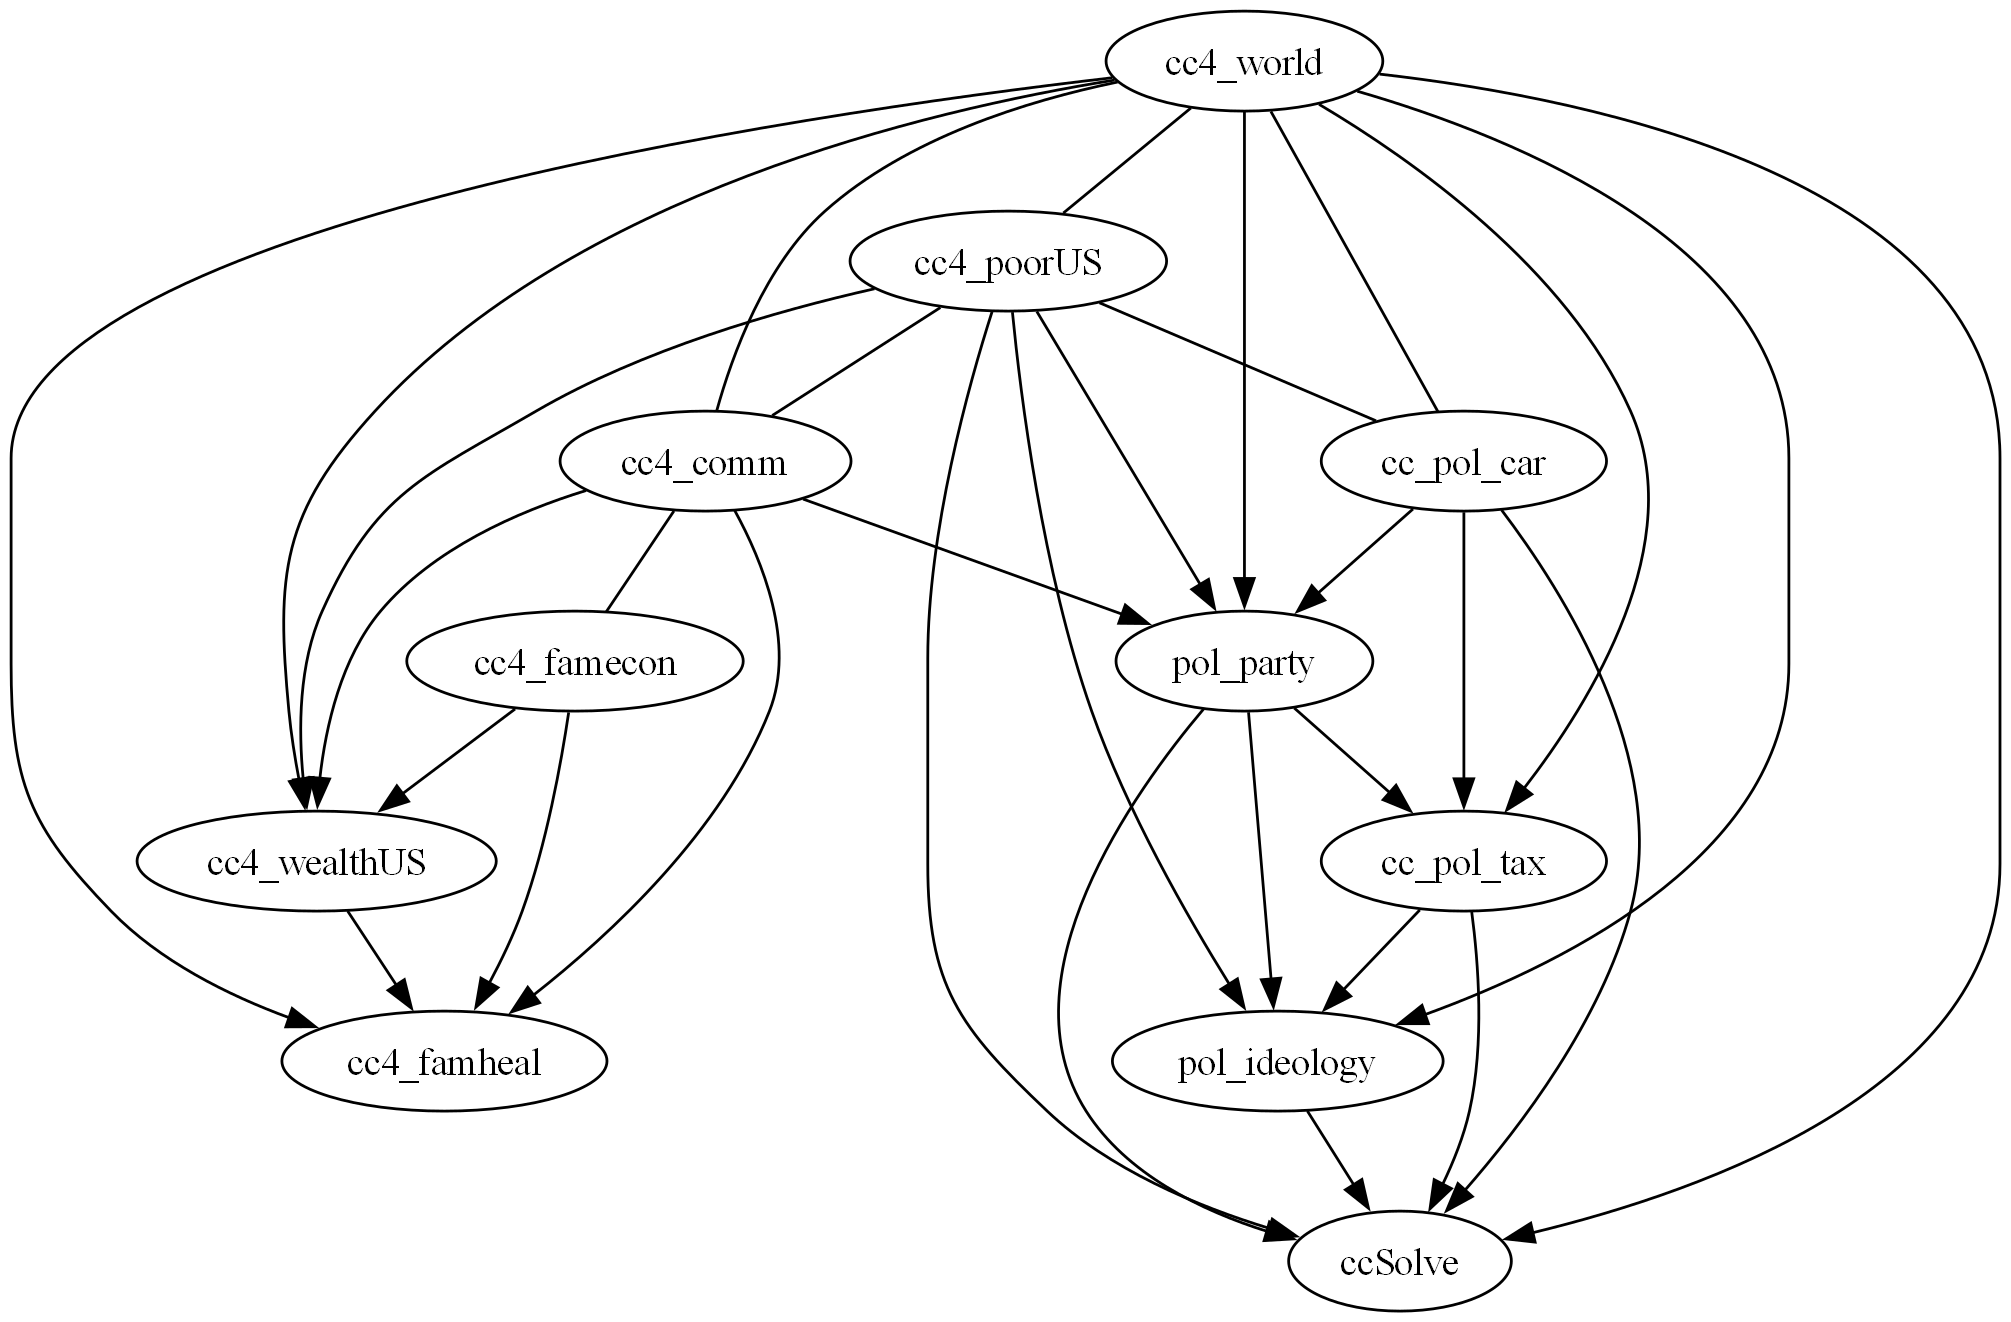 cc4_world
cc4_poorUS
cc4_comm
cc_pol_car
cc4_famecon
pol_party
cc4_wealthUS
cc_pol_tax
cc4_famheal
pol_ideology
ccSolve